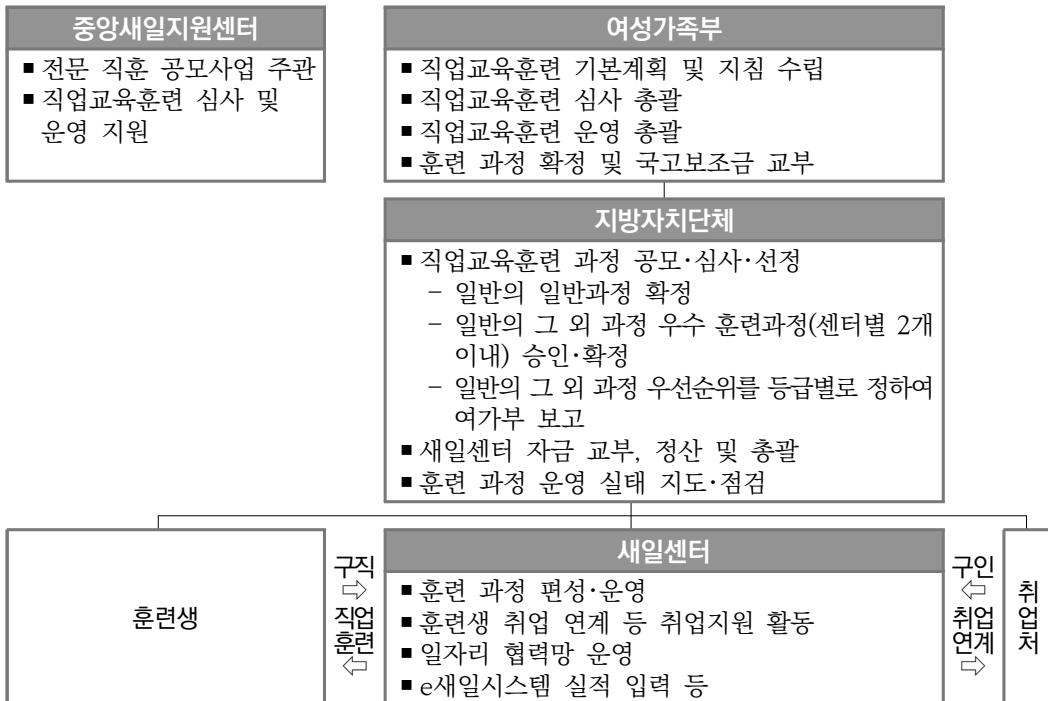 중앙새일지원센터
■ 전문 직훈 공모사업 주관
■ 직업교육훈련 심사 및
운영 지원
여성가족부
■ 직업교육훈련 기본계획 및 지침 수립
■ 직업교육훈련 심사 총괄
■ 직업교육훈련 운영 총괄
■ 훈련 과정 확정 및 국고보조금 교부
지방자치단체
■ 직업교육훈련 과정 공모·심사·선정
- 일반의 일반과정 확정
- 일반의 그 외 과정 우수 훈련과정(센터별 2개
이내) 승인·확정
- 일반의 그 외 과정 우선순위를 등급별로 정하여
여가부 보고
■ 새일센터 자금 교부, 정산 및 총괄
■ 훈련 과정 운영 실태 지도·점검
훈련생
구직
⇨
직업
훈련
⇦
새일센터
■ 훈련 과정 편성·운영
■ 훈련생 취업 연계 등 취업지원 활동
■ 일자리 협력망 운영
■ e새일시스템 실적 입력 등
구인
⇦
취업
연계
⇨
취
업
처